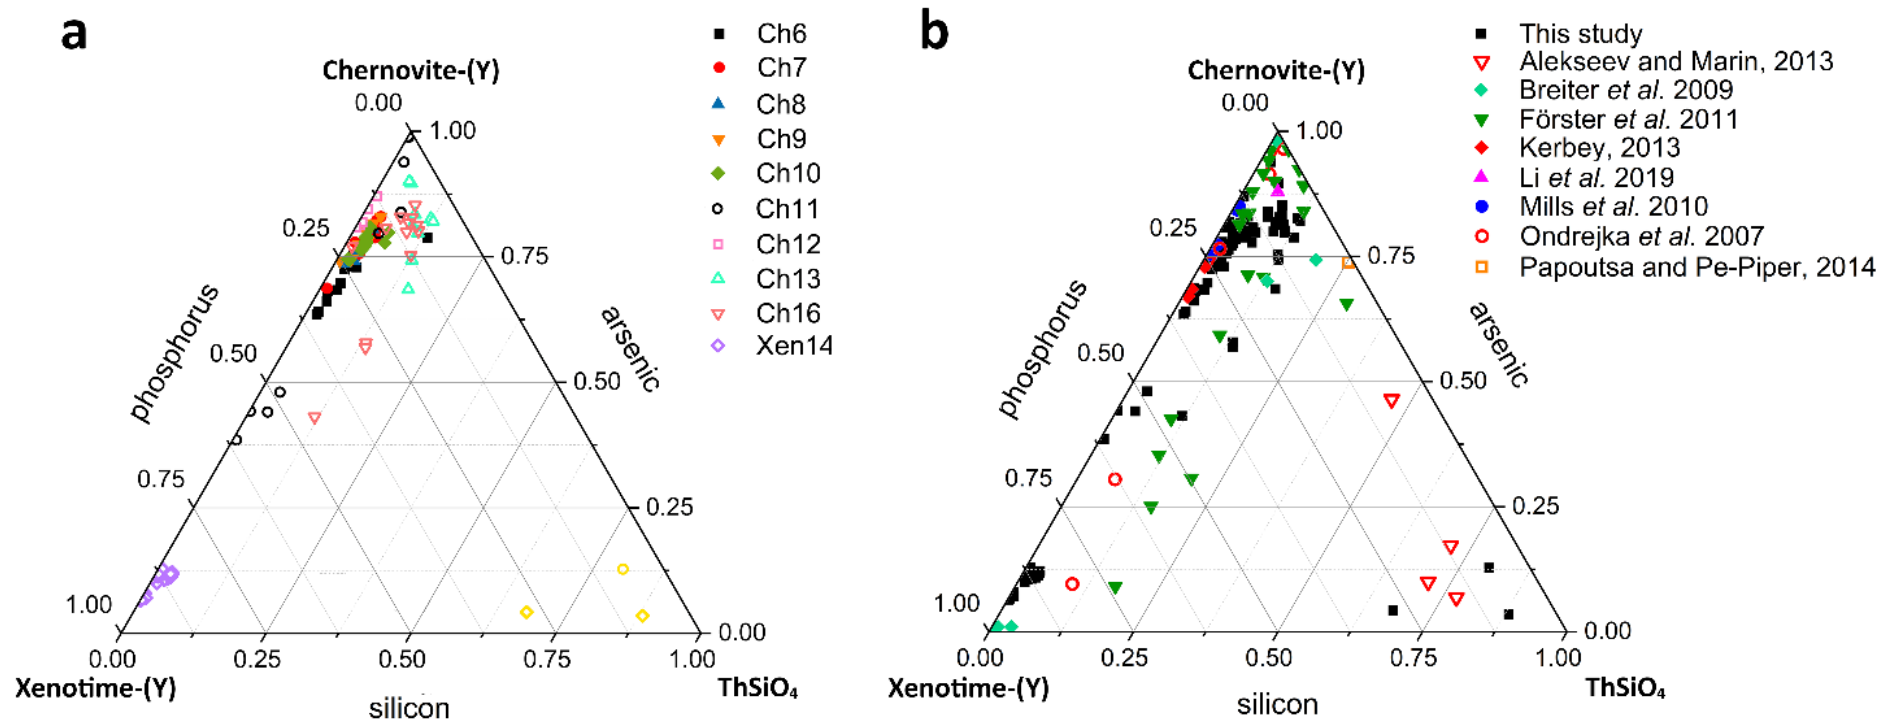 a
Chernovite-(Y)
0.00
1.00
0.25
0.75
0.50
0.50
0.75
0.25
1.00
0.00
phosphorus
arsenic
0.00
0.25
0.50
0.75
1.00
Xenotime-(Y)
silicon
ThSiO₄
Ch6
Ch7
Ch8
Ch9
Ch10
Ch11
Ch12
Ch13
Ch16
Xen14
b
Chernovite-(Y)
0.00
1.00
0.25
0.75
0.50
0.50
0.75
0.25
1.00
0.00
phosphorus
arsenic
0.00
0.25
0.50
0.75
1.00
Xenotime-(Y)
silicon
ThSiO₄
This study
Alekseev and Marin, 2013
Breiter et al. 2009
Förster et al. 2011
Kerbey, 2013
Li et al. 2019
Mills et al. 2010
Ondrejka et al. 2007
Papoutsa and Pe-Piper, 2014